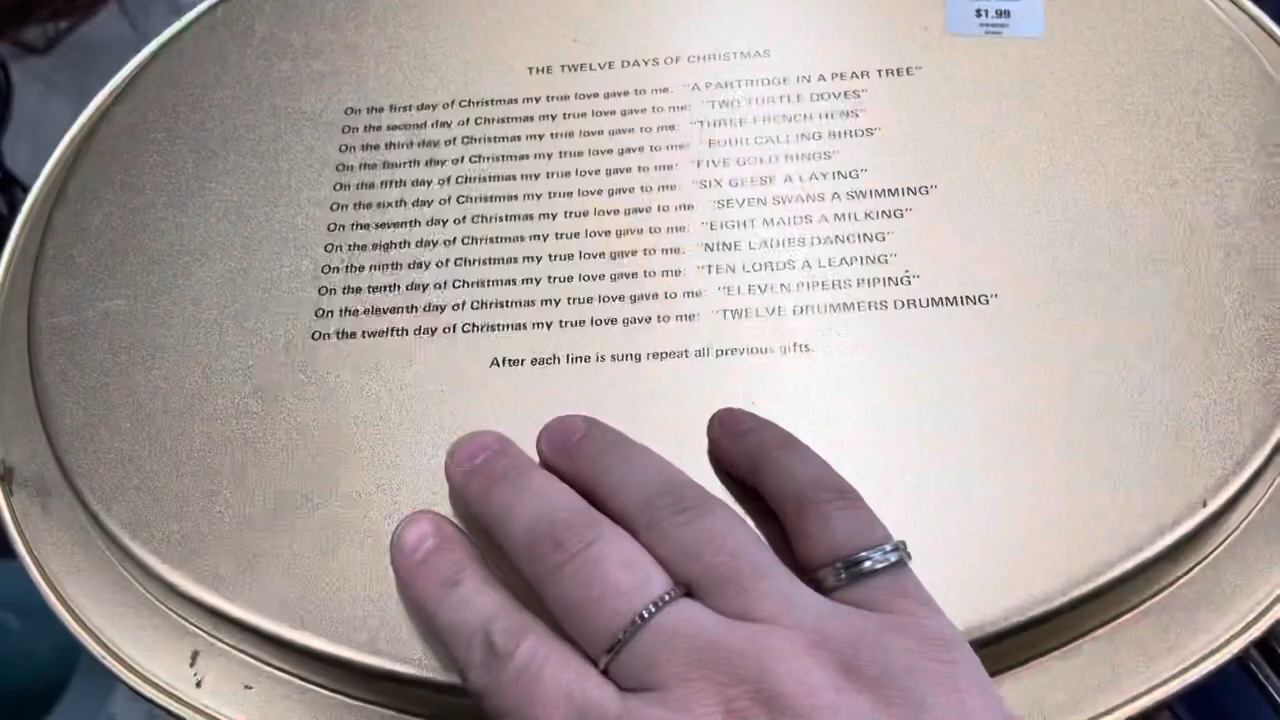 $1.99
THE TWELVE DAYS OF CHRISTMAS
On the first day of Christmas my true love gave to me: "A PARTRIDGE IN A PEAR TREE"
On the second day of Christmas my true love gave to me: "TWO TURTLE DOVES"
On the third day of Christmas my true love gave to me: "THREE FRENCH HENS"
On the fourth day of Christmas my true love gave to me: "FOUR CALLING BIRDS"
On the fifth day of Christmas my true love gave to me: "FIVE GOLD RINGS"
On the sixth day of Christmas my true love gave to me: "SIX GEESE A LAYING"
On the seventh day of Christmas my true love gave to me: "SEVEN SWANS A SWIMMING"
On the eighth day of Christmas my true love gave to me: "EIGHT MAIDS A MILKING"
On the ninth day of Christmas my true love gave to me: "NINE LADIES DANCING"
On the tenth day of Christmas my true love gave to me: "TEN LORDS A LEAPING"
On the eleventh day of Christmas my true love gave to me: "ELEVEN PIPERS PIPING"
On the twelfth day of Christmas my true love gave to me: "TWELVE DRUMMERS DRUMMING"
After each line is sung repeat all previous gifts.